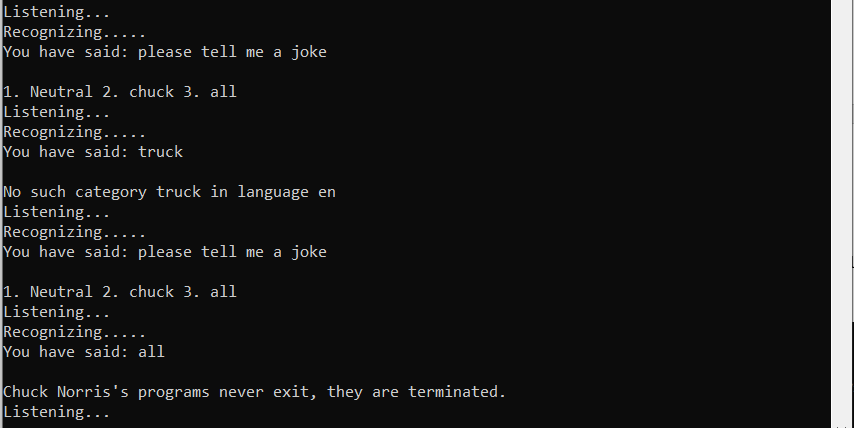 Listening...
Recognizing.....
You have said: please tell me a joke
1. Neutral 2. chuck 3. all
Listening...
Recognizing.....
You have said: truck
No such category truck in language en
Listening...
Recognizing.....
You have said: please tell me a joke
1. Neutral 2. chuck 3. all
Listening...
Recognizing.....
You have said: all
Chuck Norris's programs never exit, they are terminated.
Listening...